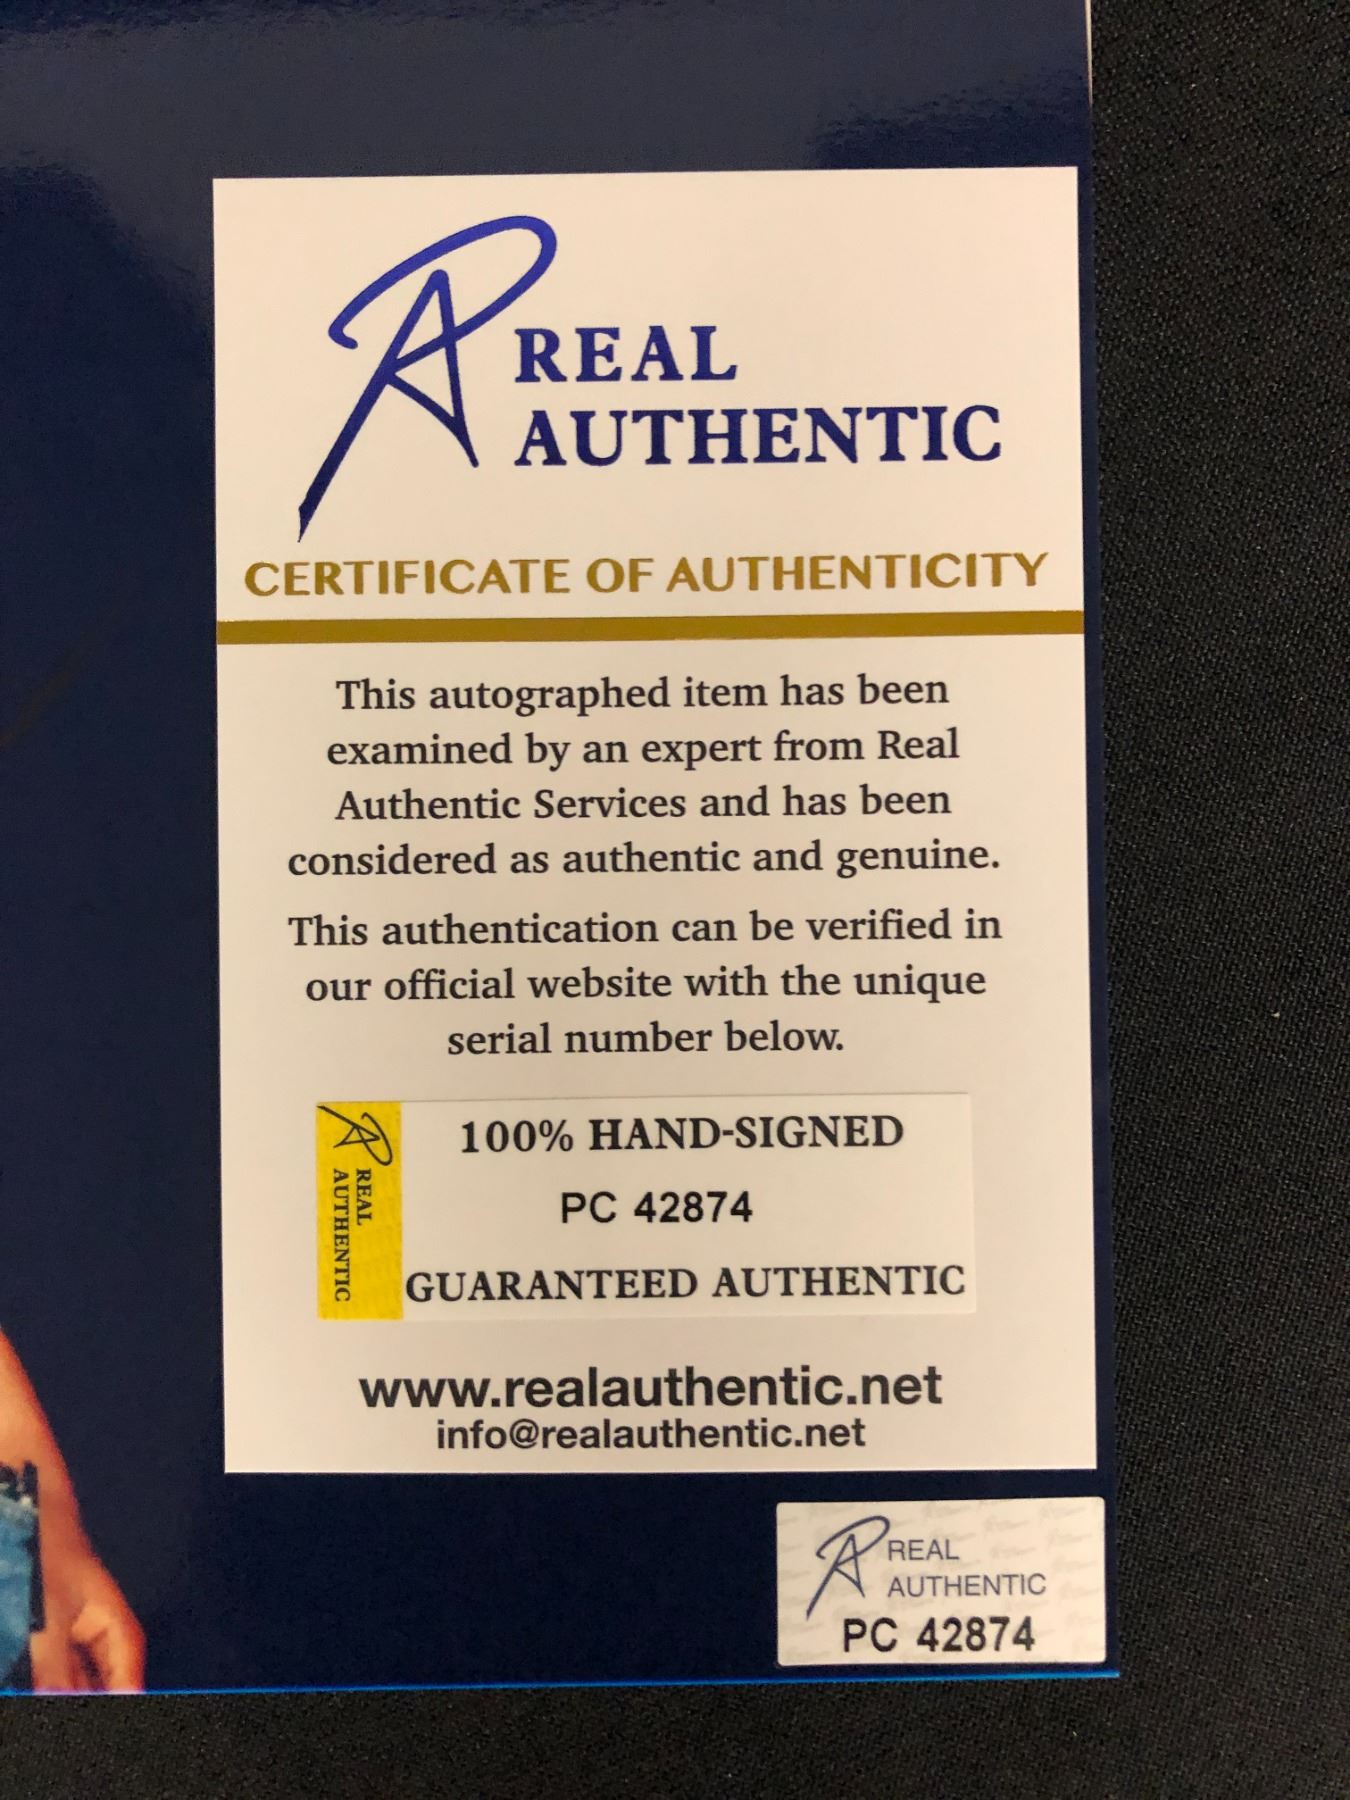 REAL
AUTHENTIC
CERTIFICATE OF AUTHENTICITY
This autographed item has been
examined by an expert from Real
Authentic Services and has been
considered as authentic and genuine.
This authentication can be verified in
our official website with the unique
serial number below.
REAL
AUTHENTIC
100% HAND-SIGNED
PC 42874
GUARANTEED AUTHENTIC
www.realauthentic.net
info@realauthentic.net
REAL
AUTHENTIC
PC 42874